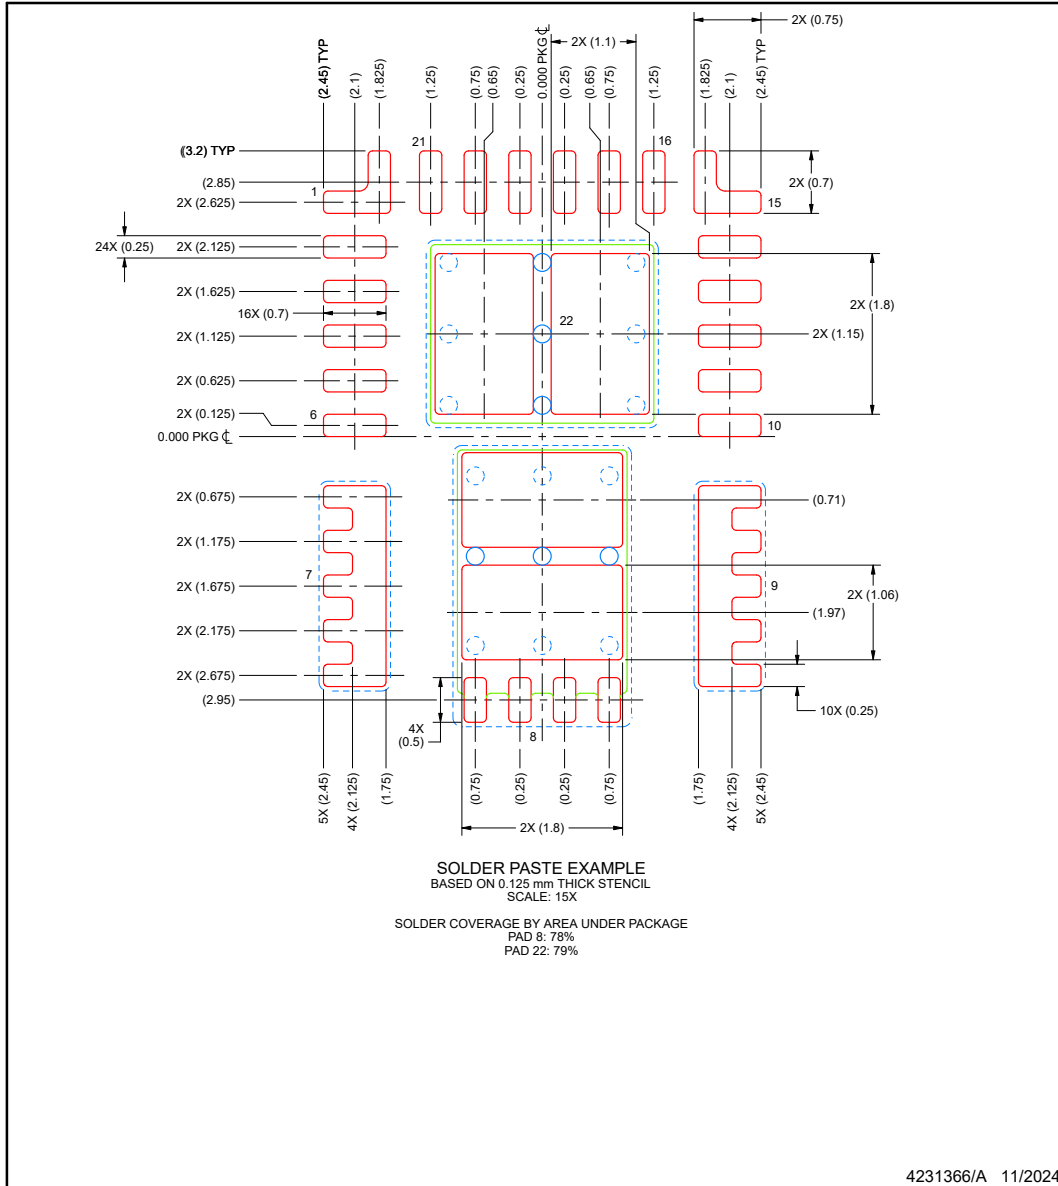 2X (0.75)
2X (1.1)
(2.45) TYP
(2.1)
(1.825)
(1.25)
(0.75)
(0.65)
(0.25)
0.000 PKG ℄
(0.25)
(0.65)
(0.75)
(1.25)
(1.825)
(2.1)
(2.45) TYP
21
16
(3.2) TYP
(2.85)
1
2X (2.625)
15
2X (0.7)
24X (0.25)
2X (2.125)
2X (1.625)
16X (0.7)
2X (1.8)
22
2X (1.125)
2X (1.15)
2X (0.625)
2X (0.125)
6
10
0.000 PKG ℄
2X (0.675)
(0.71)
2X (1.175)
7
2X (1.675)
9
2X (1.06)
(1.97)
2X (2.175)
2X (2.675)
(2.95)
10X (0.25)
4X
(0.5)
8
5X (2.45)
4X (2.125)
(1.75)
(0.75)
(0.25)
(0.25)
(0.75)
(1.75)
4X (2.125)
5X (2.45)
2X (1.8)
SOLDER PASTE EXAMPLE
BASED ON 0.125 mm THICK STENCIL
SCALE: 15X
SOLDER COVERAGE BY AREA UNDER PACKAGE
PAD 8: 78%
PAD 22: 79%
4231366/A 11/2024